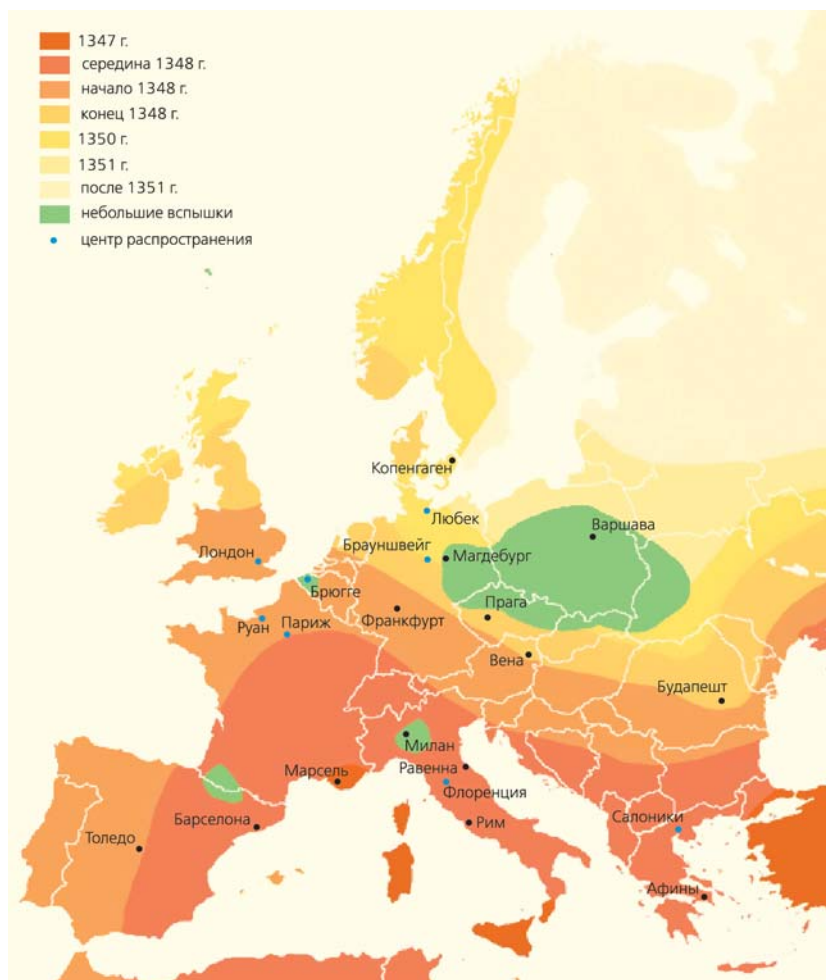 1347 г.
середина 1348 г.
начало 1348 г.
конец 1348 г.
1350 г.
1351 г.
после 1351 г.
небольшие вспышки
центр распространения
Копенгаген
Любек
Варшава
Брауншвейг
Магдебург
Лондон
Брюгге
Прага
Франкфурт
Руан
Париж
Вена
Будапешт
Милан
Марсель
Равенна
Флоренция
Барселона
Салоники
Толедо
Рим
Афины